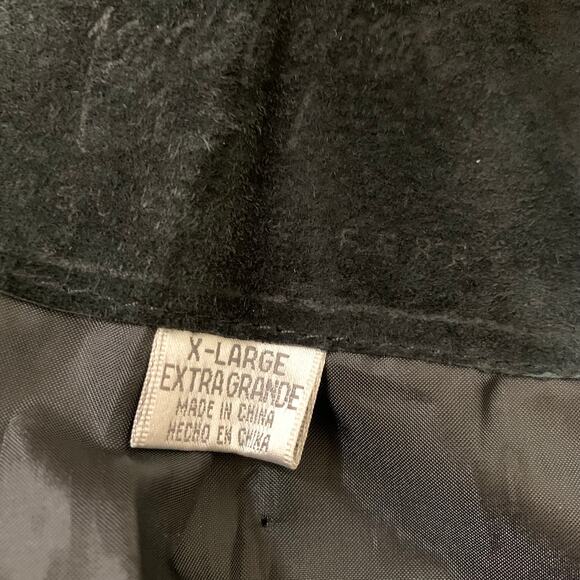 X-LARGE
EXTRA GRANDE
MADE IN CHINA
HECHO EN CHINA